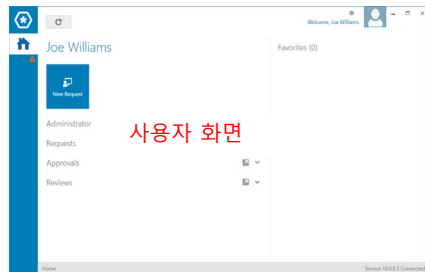 Welcome, Joe Williams
Joe Williams
Favorites (0)
New Request
Administrator
사용자 화면
Requests
Approvals
Reviews
Home
Service 10.0.0.3 Connected